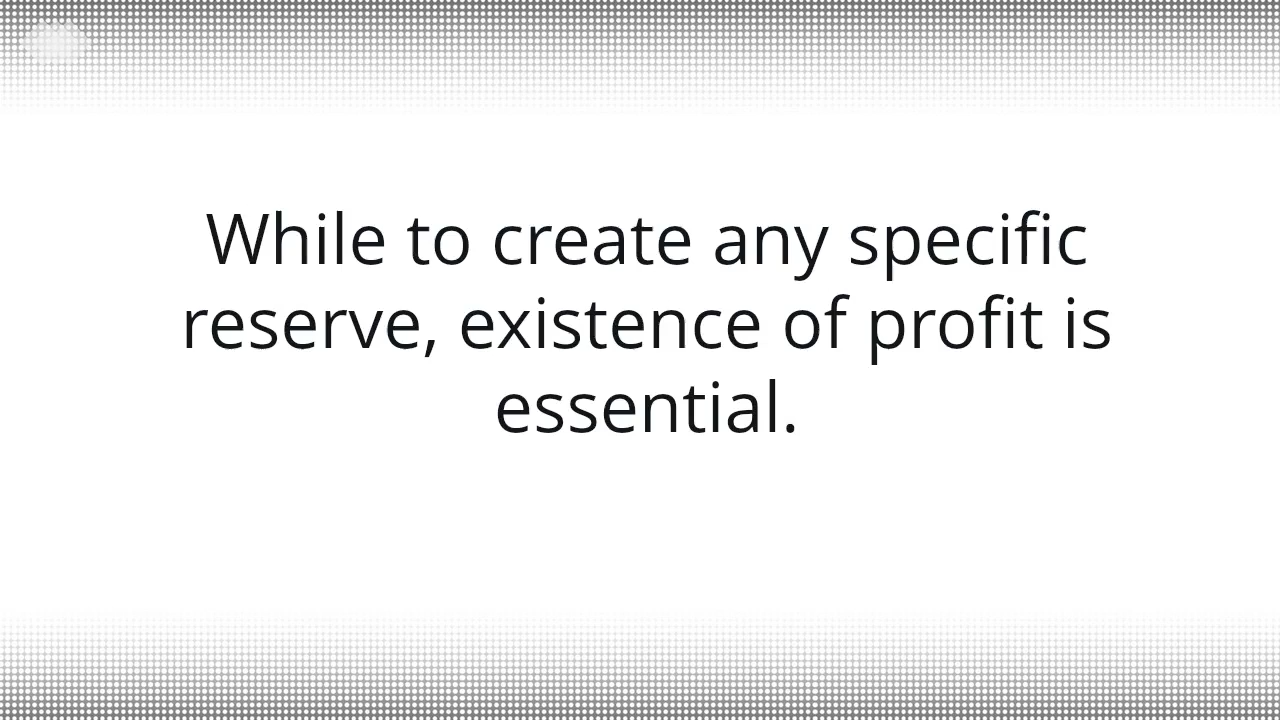 While to create any specific
reserve, existence of profit is
essential.